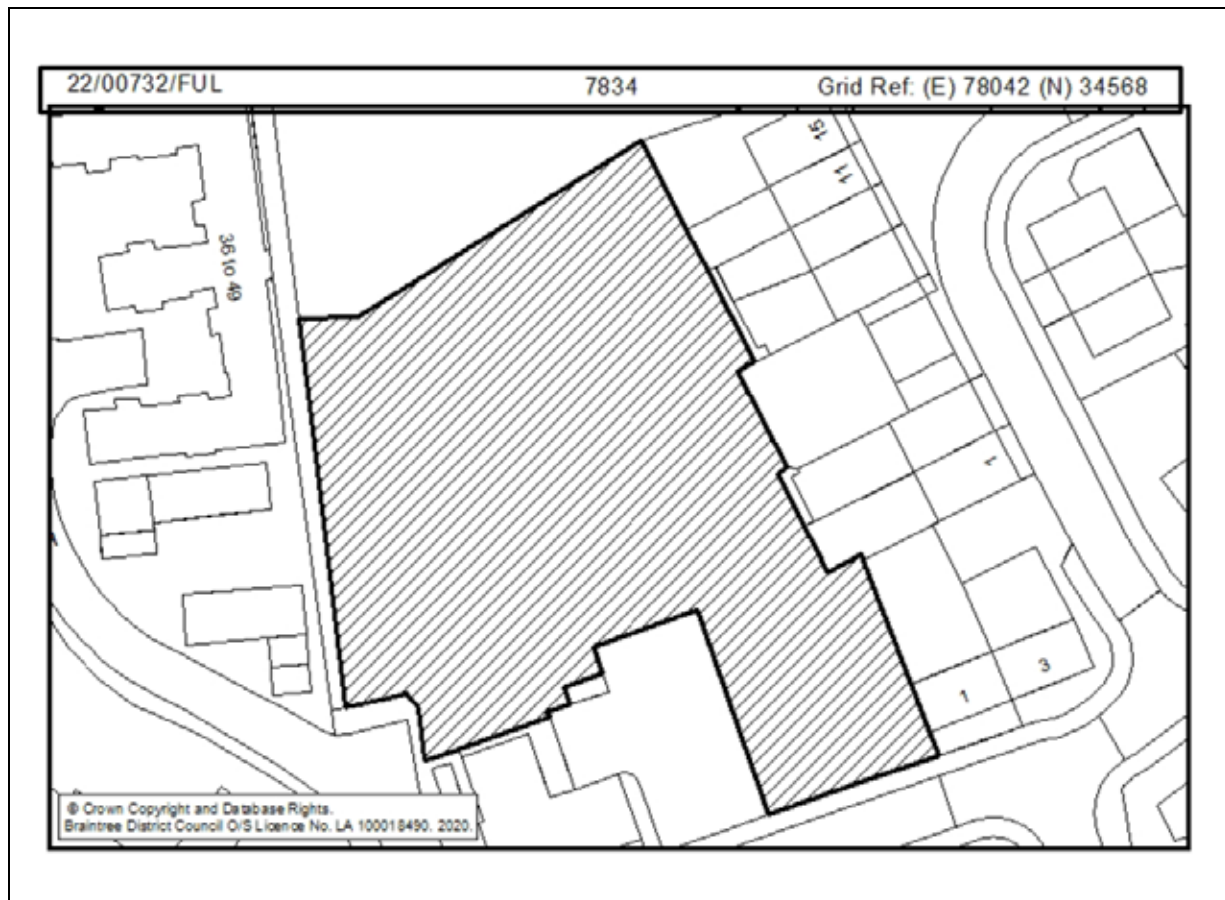 22/00732/FUL 7834 Grid Ref: (E) 78042 (N) 34568
15
11
36 to 49
1
3
1
© Crown Copyright and Database Rights.
Braintree District Council O/S Licence No. LA 100018490. 2020.